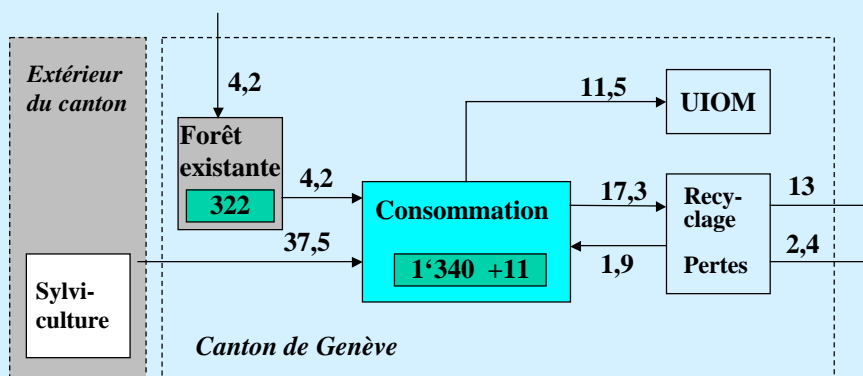 Extérieur
du canton
4,2
Forêt
existante
322
4,2
37,5
Sylvi-
culture
Consommation
1‘340 +11
11,5
UIOM
17,3
1,9
Recy-
clage
Pertes
13
2,4
Canton de Genève